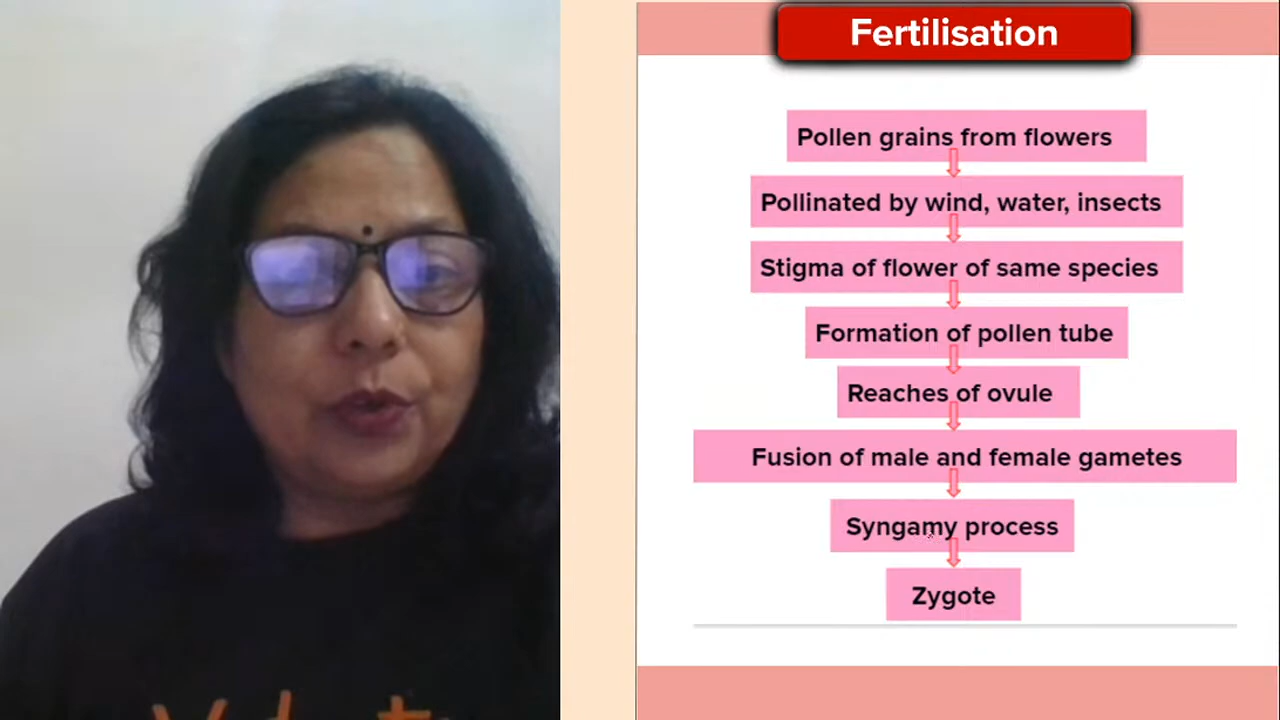 Fertilisation
Pollen grains from flowers
Pollinated by wind, water, insects
Stigma of flower of same species
Formation of pollen tube
Reaches of ovule
Fusion of male and female gametes
Syngamy process
Zygote